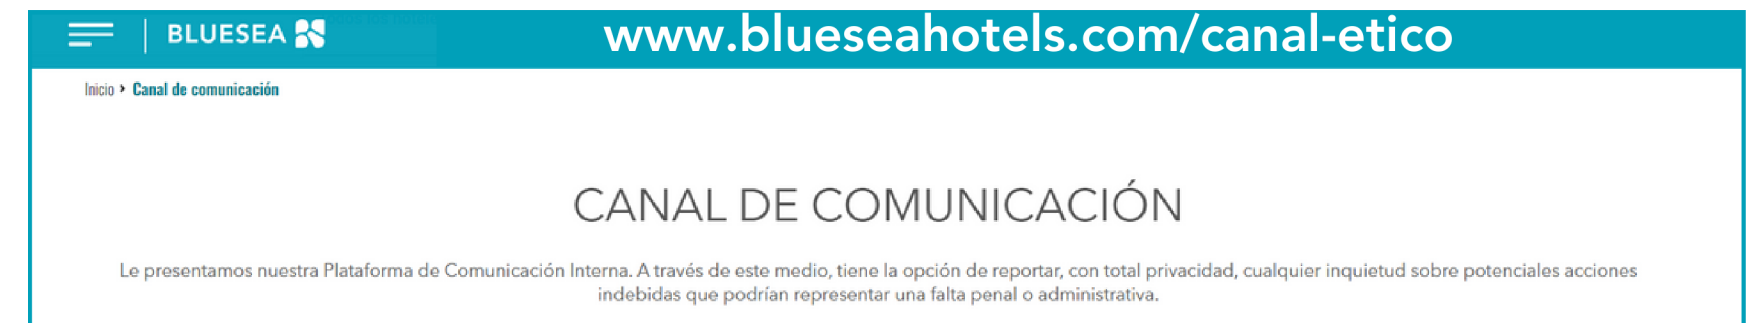 BLUESEA
www.blueseahotels.com/canal-etico
Inicio > Canal de comunicación
CANAL DE COMUNICACIÓN
Le presentamos nuestra Plataforma de Comunicación Interna. A través de este medio, tiene la opción de reportar, con total privacidad, cualquier inquietud sobre potenciales acciones
indebidas que podrían representar una falta penal o administrativa.